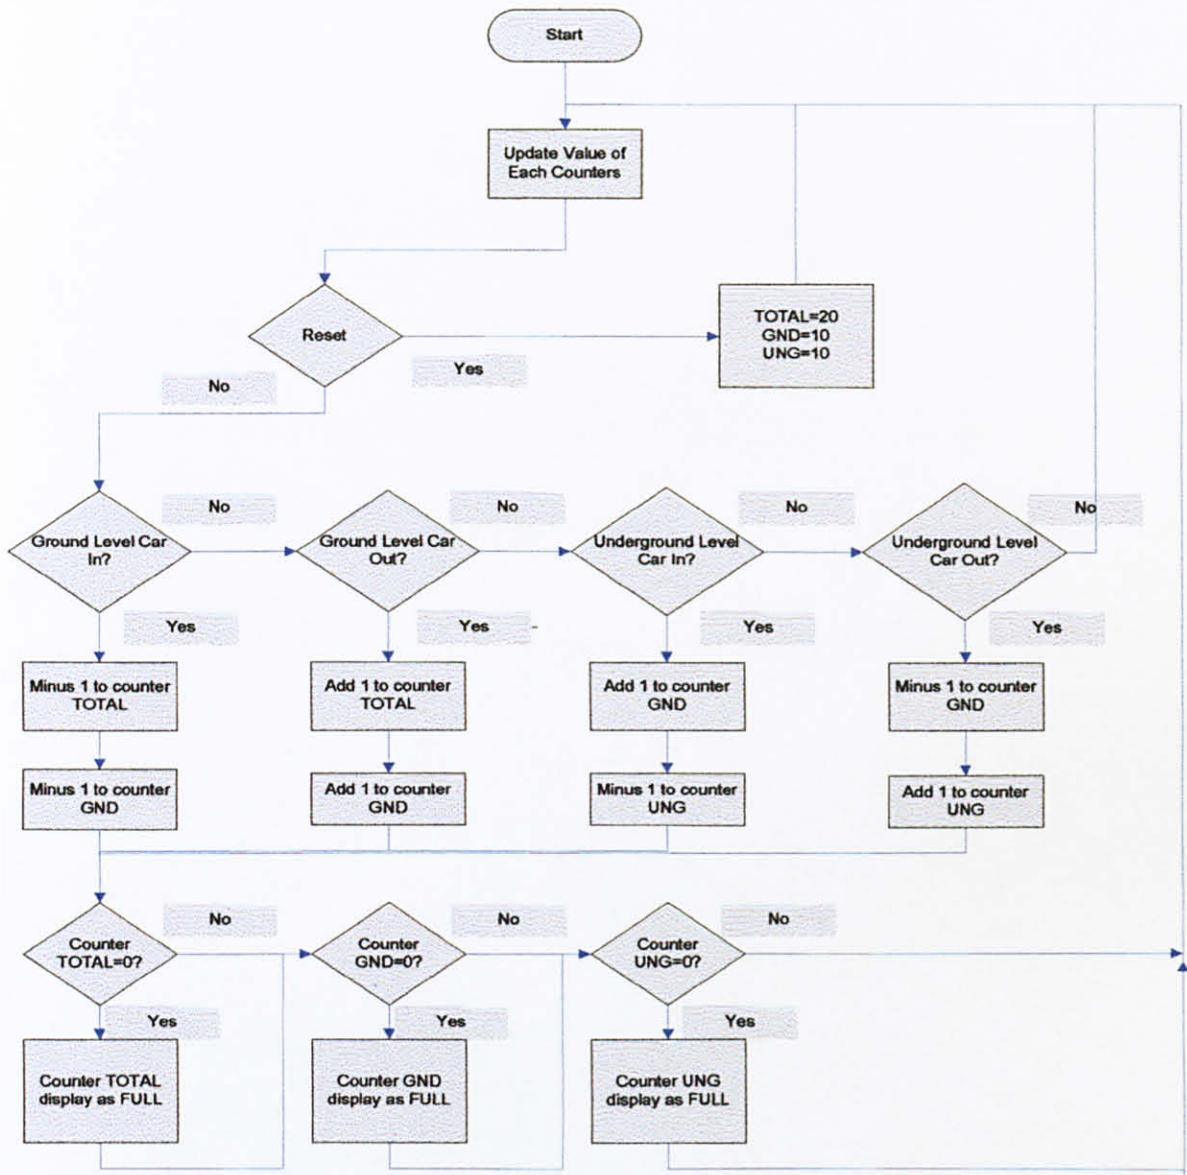 Start
Update Value of
Each Counters
Reset
TOTAL=20
GND=10
UNG=10
Yes
No
No
No
No
No
Ground Level Car
In?
Ground Level Car
Out?
Underground Level
Car In?
Underground Level
Car Out?
Yes
Yes
Yes
Yes
Minus 1 to counter
TOTAL
Add 1 to counter
TOTAL
Add 1 to counter
GND
Minus 1 to counter
GND
Minus 1 to counter
GND
Add 1 to counter
GND
Minus 1 to counter
UNG
Add 1 to counter
UNG
No
No
No
Counter
TOTAL=0?
Counter
GND=0?
Counter
UNG=0?
Yes
Yes
Yes
Counter TOTAL
display as FULL
Counter GND
display as FULL
Counter UNG
display as FULL